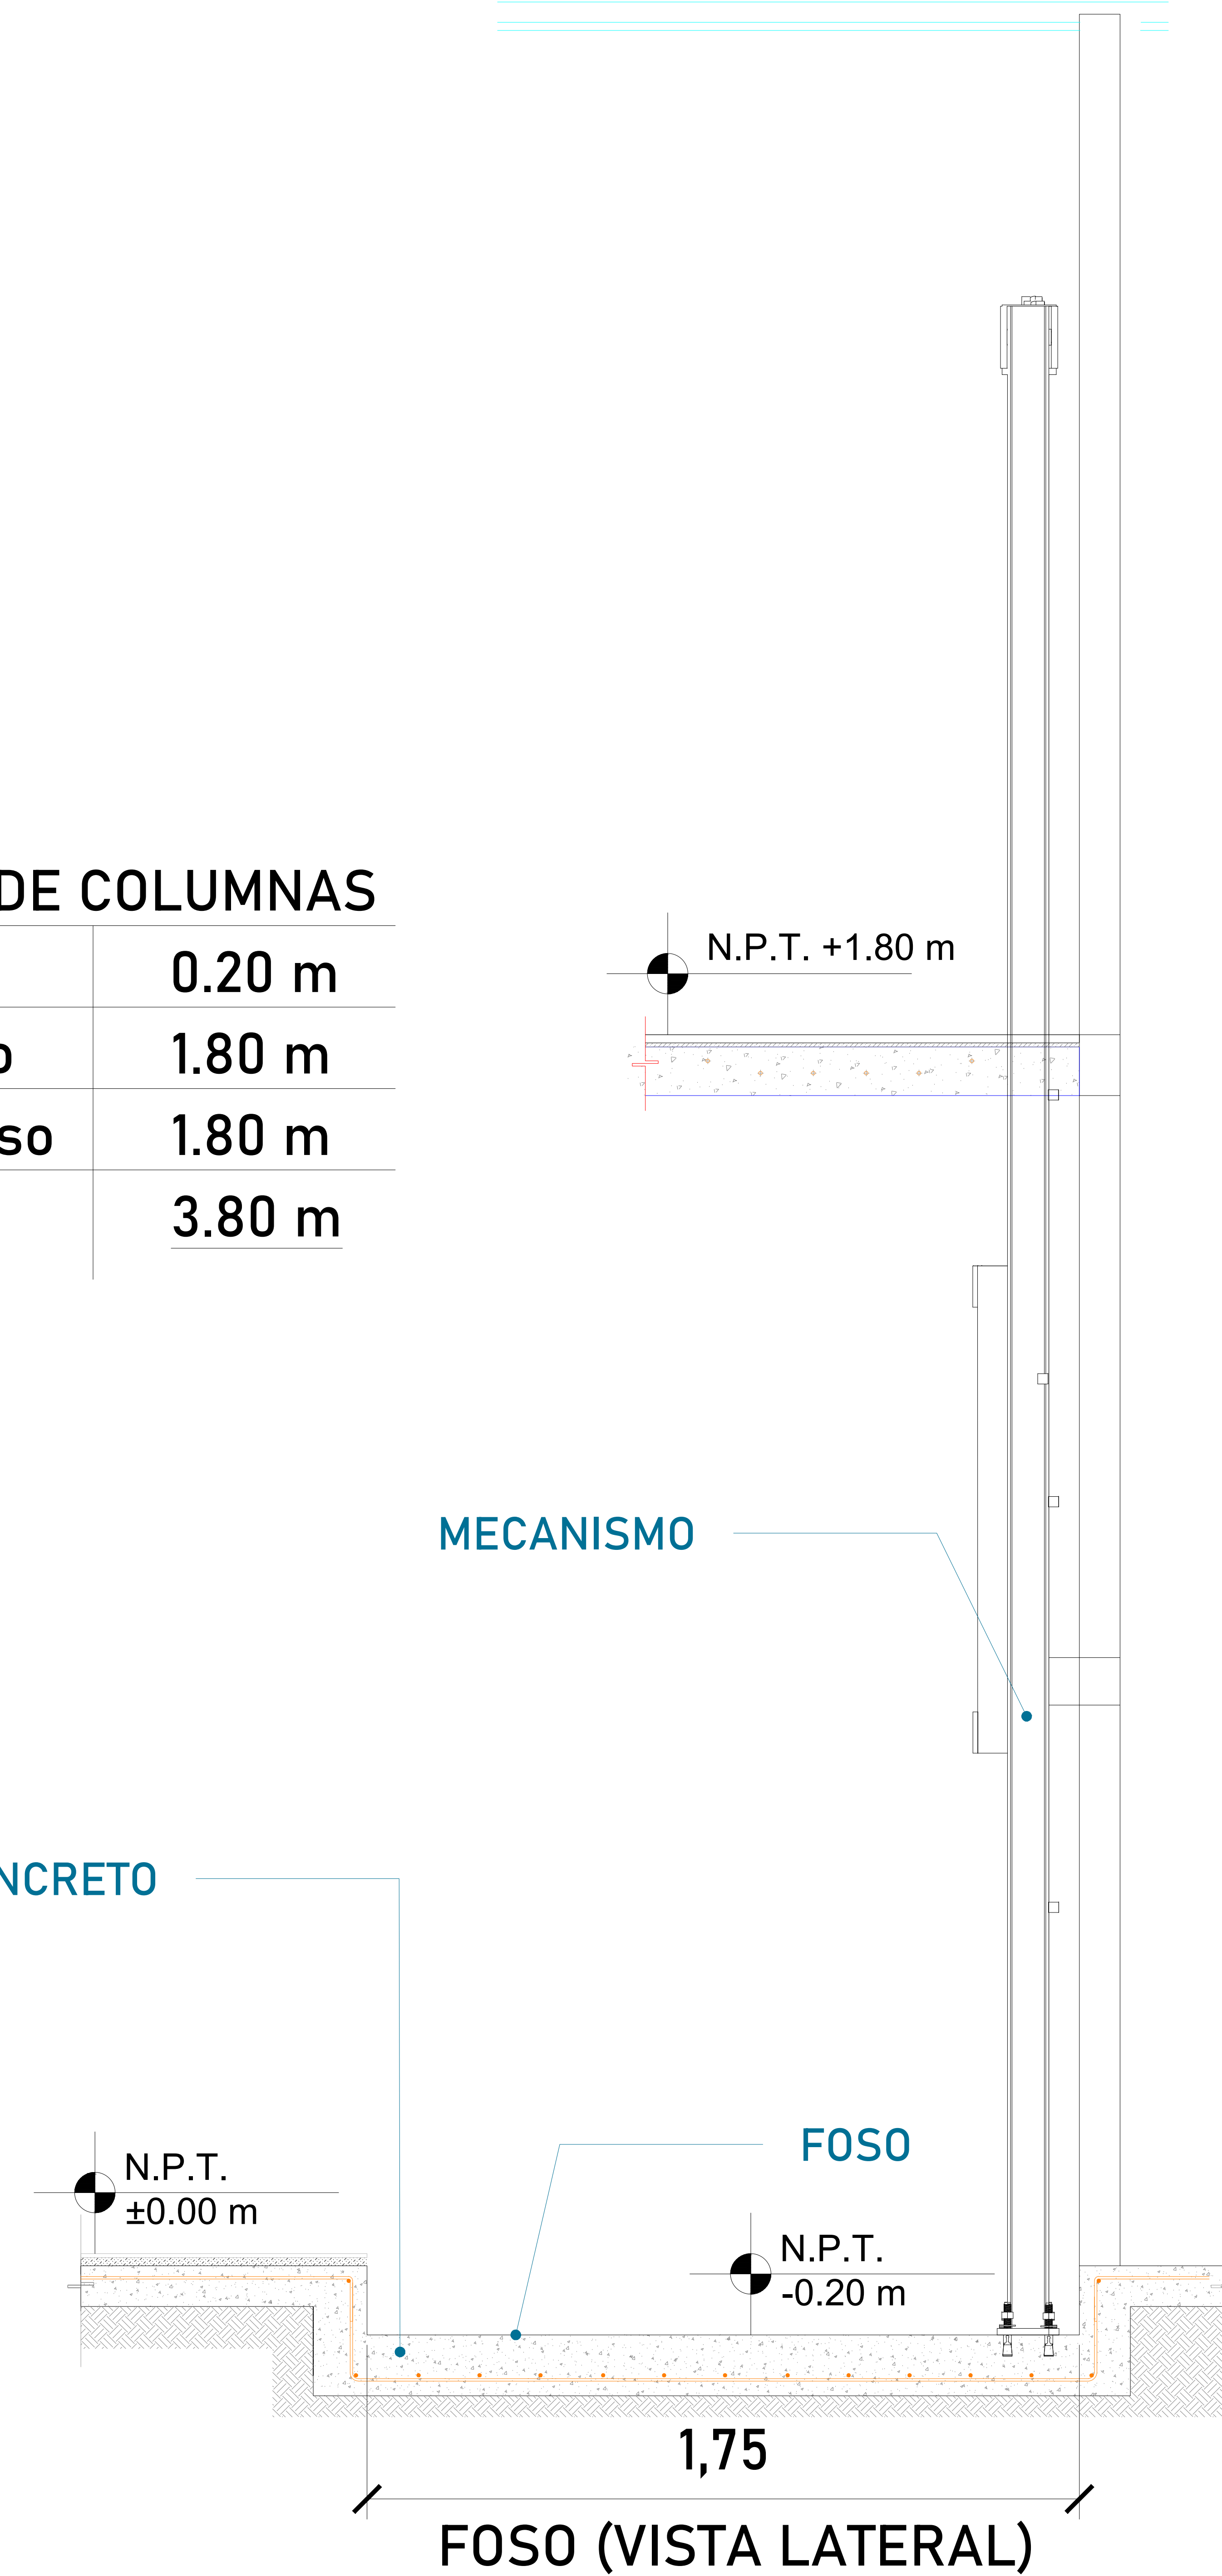 DE COLUMNAS
0.20 m
1.80 m
1.80 m
3.80 m
N.P.T. +1.80 m
MECANISMO
NCRETO
FOSO
N.P.T.
±0.00 m
N.P.T.
-0.20 m
1,75
FOSO (VISTA LATERAL)